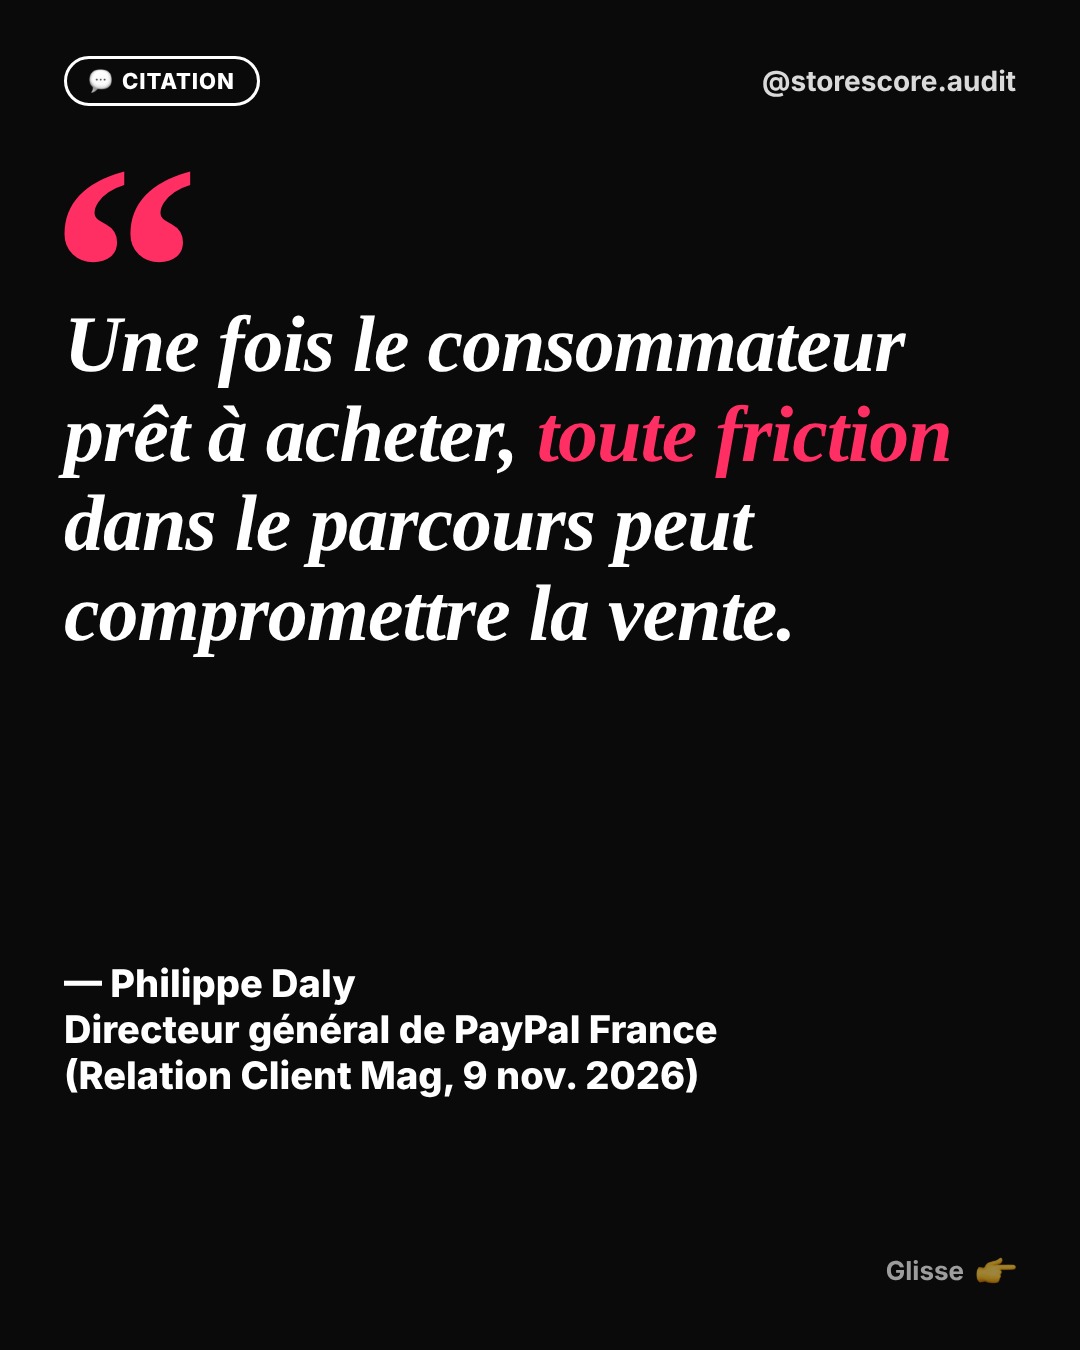 💬 CITATION
@storescore.audit
“
Une fois le consommateur
prêt à acheter, toute friction
dans le parcours peut
compromettre la vente.
— Philippe Daly
Directeur général de PayPal France
(Relation Client Mag, 9 nov. 2026)
Glisse 👉